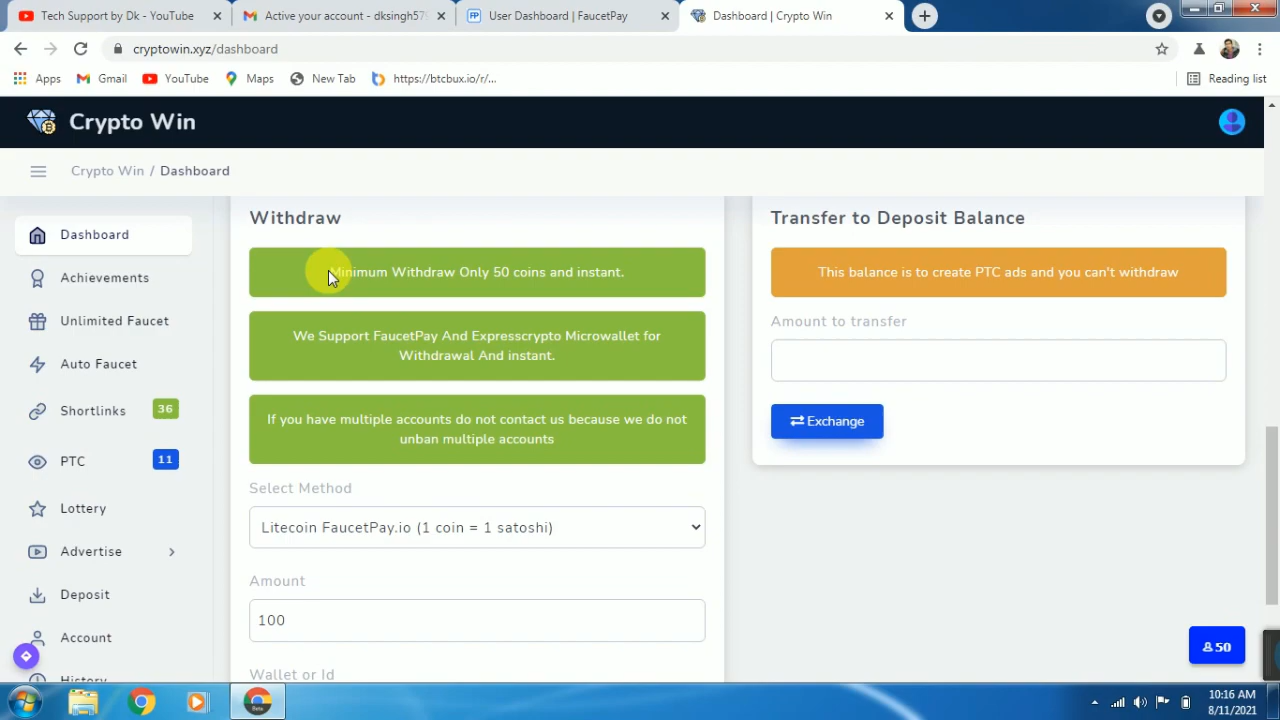 Tech Support by Dk - YouTube
Active your account - dksingh579
User Dashboard | FaucetPay
Dashboard | Crypto Win
cryptowin.xyz/dashboard
Apps
Gmail
YouTube
Maps
New Tab
https://btcbux.io/r/...
Reading list
Crypto Win
Crypto Win / Dashboard
Dashboard
Achievements
Unlimited Faucet
Auto Faucet
Shortlinks 36
PTC 11
Lottery
Advertise
Deposit
Account
History
Withdraw
Minimum Withdraw Only 50 coins and instant.
We Support FaucetPay And Expresscrypto Microwallet for
Withdrawal And instant.
If you have multiple accounts do not contact us because we do not
unban multiple accounts
Select Method
Litecoin FaucetPay.io (1 coin = 1 satoshi)
Amount
100
Wallet or Id
Transfer to Deposit Balance
This balance is to create PTC ads and you can't withdraw
Amount to transfer
Exchange
50
Beta
10:16 AM
8/11/2021